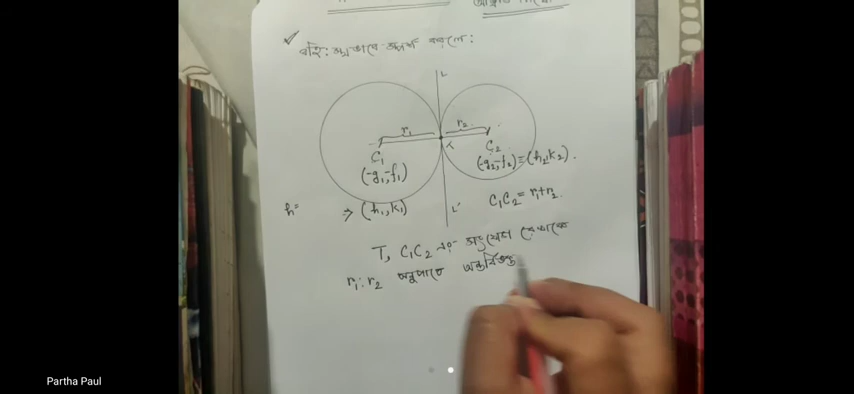 ✓ বহিঃস্থভাবে স্পর্শ করলে:
L
r₁ r₂
C₁ C₂
(-g₁,-f₁) (-g₂,-f₂)≡(h₂,k₂).
h= ⇒ (h₁,k₁) L' C₁C₂=r₁+r₂.
T, C₁C₂ এর সংযোগ রেখাকে
r₁:r₂ অনুপাতে অন্তর্বিভক্ত
Partha Paul